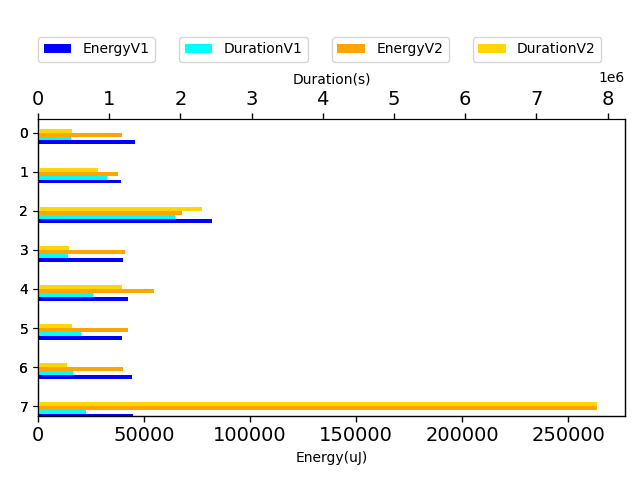 EnergyV1 DurationV1 EnergyV2 DurationV2
Duration(s)
1e6
0 1 2 3 4 5 6 7 8
0
1
2
3
4
5
6
7
0 50000 100000 150000 200000 250000
Energy(uJ)